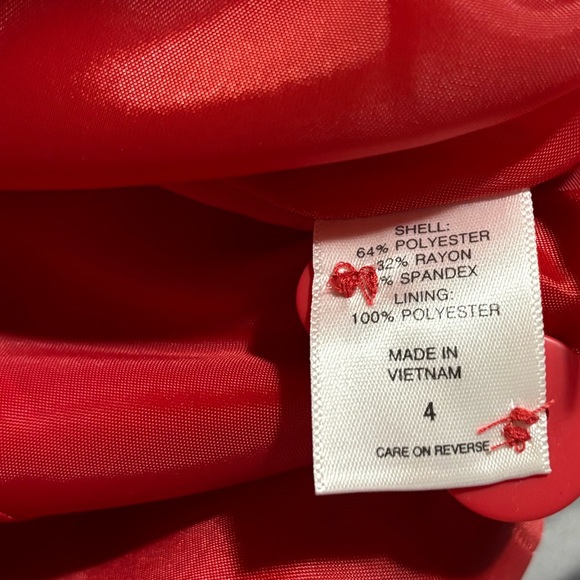 SHELL:
64% POLYESTER
32% RAYON
% SPANDEX
LINING:
100% POLYESTER
MADE IN
VIETNAM
4
CARE ON REVERSE